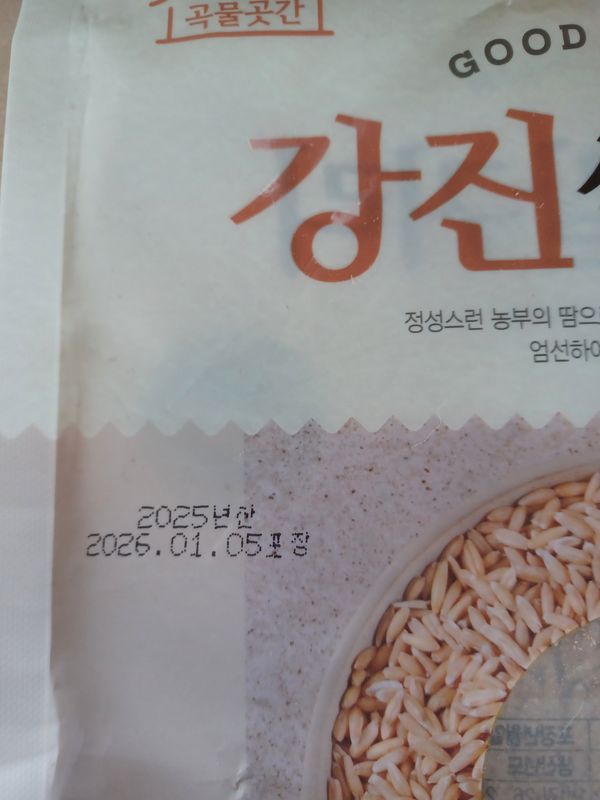 곡물곳간
GOOD
강진
정성스런 농부의 땀으
엄선하여
2025년산
2026.01.05포장